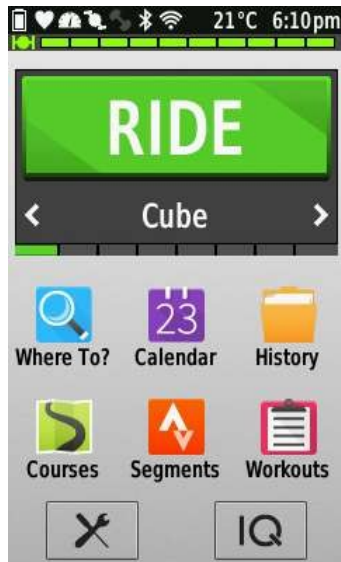 21°C 6:10pm
RIDE
Cube
23
Where To? Calendar History
Courses Segments Workouts
IQ